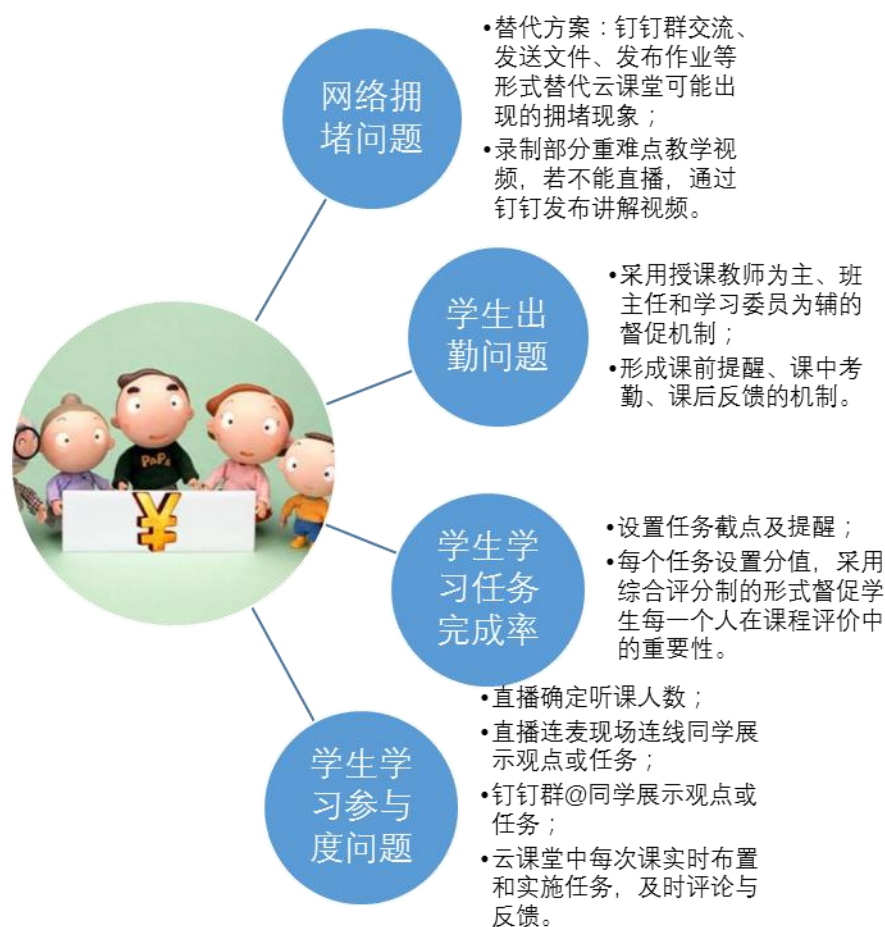 网络拥
堵问题
•替代方案：钉钉群交流、
发送文件、发布作业等
形式替代云课堂可能出
现的拥堵现象；
•录制部分重难点教学视
频，若不能直播，通过
钉钉发布讲解视频。
学生出
勤问题
•采用授课教师为主、班
主任和学习委员为辅的
督促机制；
•形成课前提醒、课中考
勤、课后反馈的机制。
PaPa
¥
学生学
习任务
完成率
•设置任务截点及提醒；
•每个任务设置分值，采用
综合评分制的形式督促学
生每一个人在课程评价中
的重要性。
学生学
习参与
度问题
•直播确定听课人数；
•直播连麦现场连线同学展
示观点或任务；
•钉钉群@同学展示观点或
任务；
•云课堂中每次课实时布置
和实施任务，及时评论与
反馈。